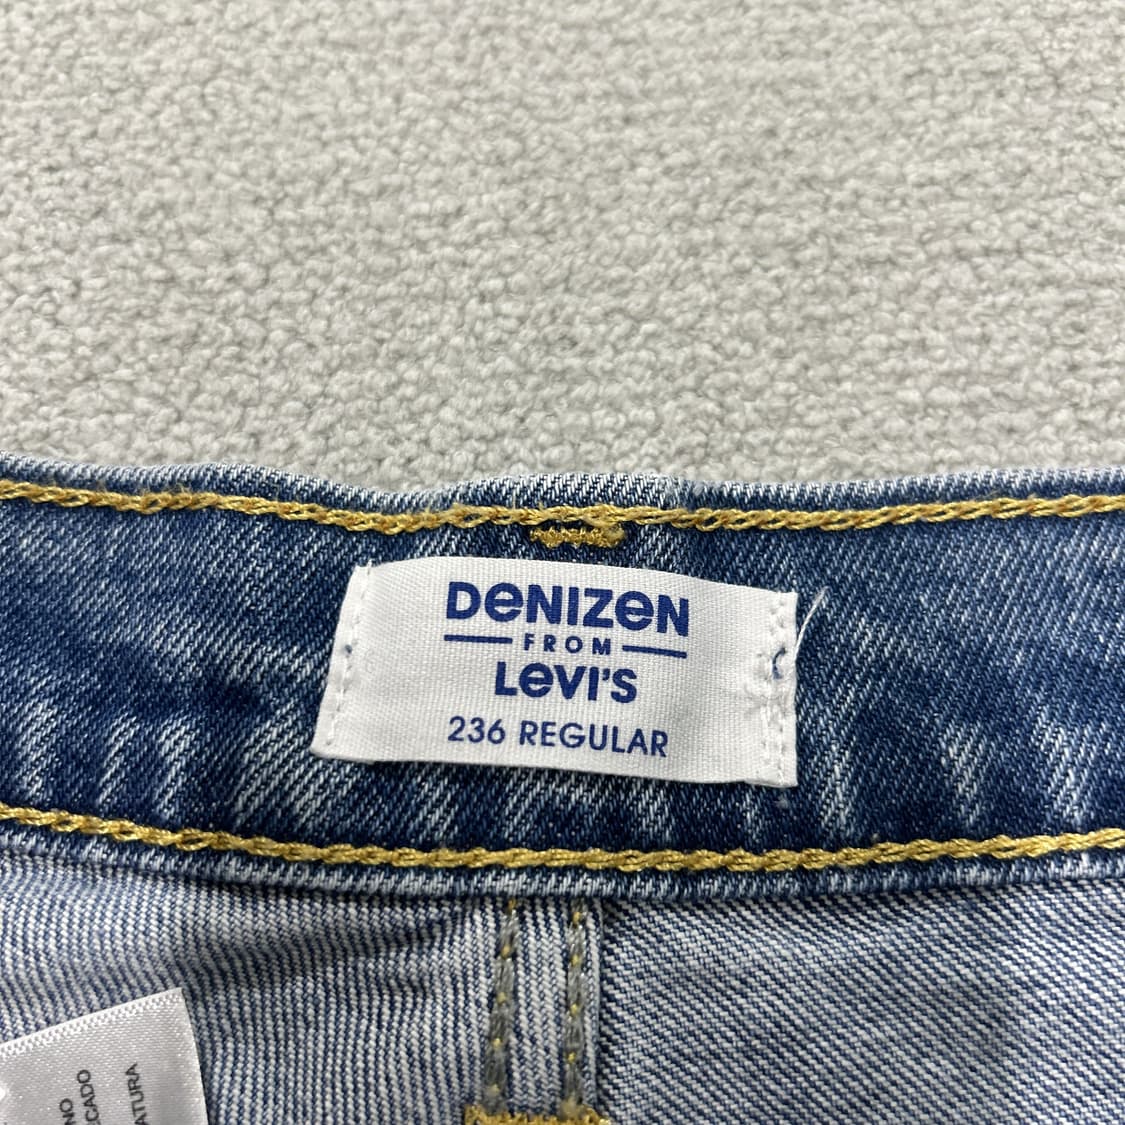 DeNiZeN
FROM
Levi's
236 REGULAR